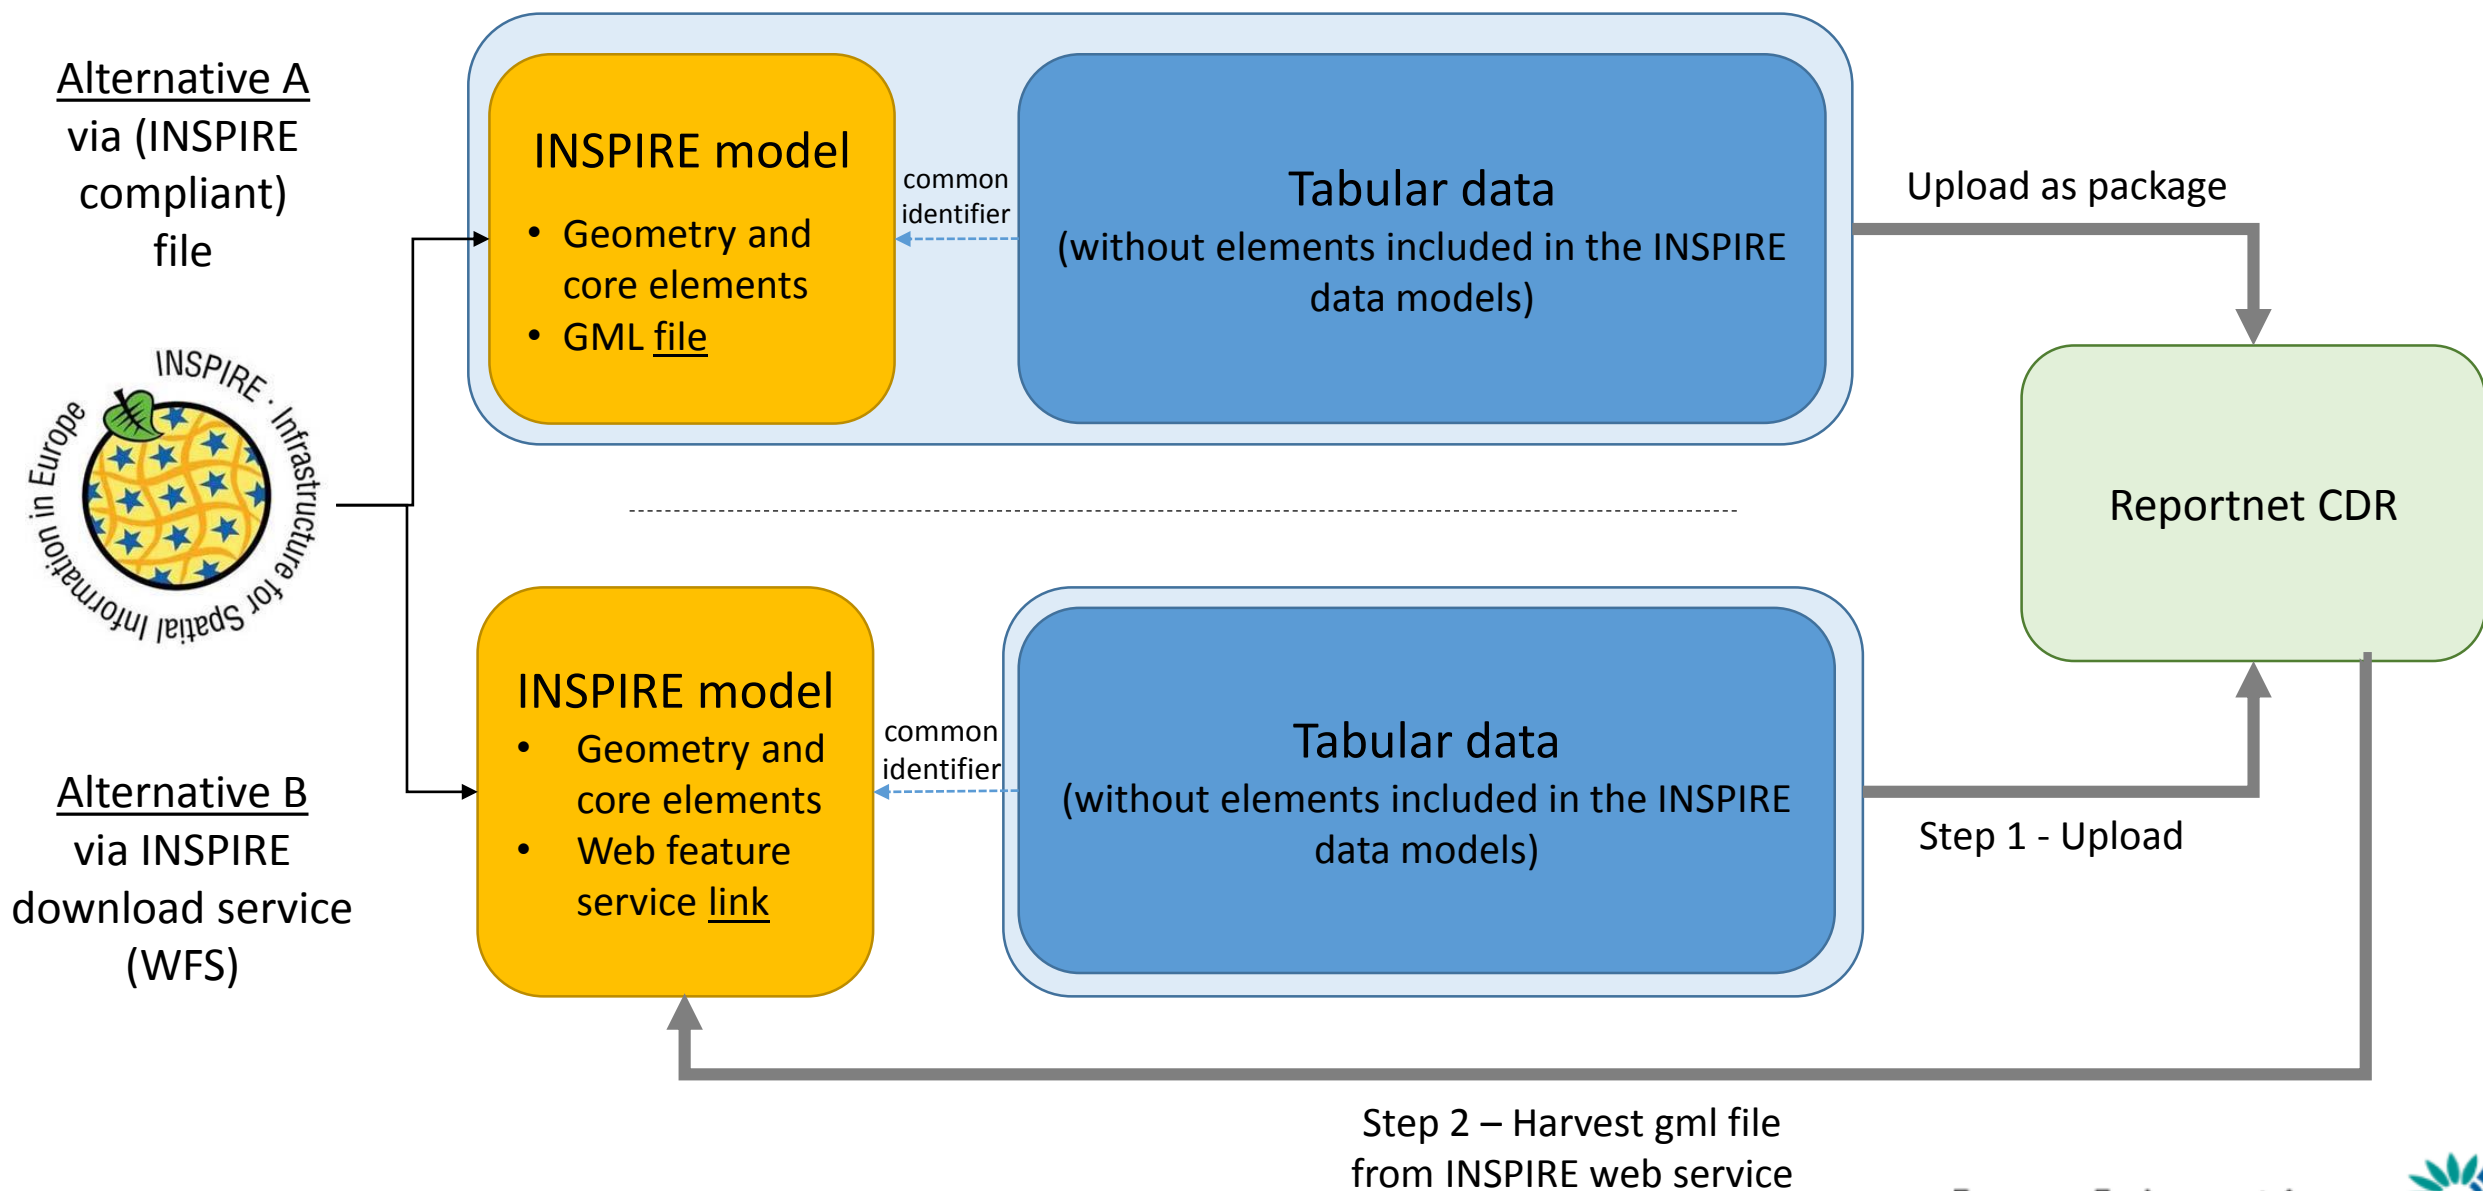 Alternative A
via (INSPIRE
compliant)
file
INSPIRE model
• Geometry and
core elements
• GML file
common
identifier
Tabular data
(without elements included in the INSPIRE
data models)
Upload as package
INSPIRE · Infrastructure for Spatial Information in Europe
Reportnet CDR
Alternative B
via INSPIRE
download service
(WFS)
INSPIRE model
• Geometry and
core elements
• Web feature
service link
common
identifier
Tabular data
(without elements included in the INSPIRE
data models)
Step 1 - Upload
Step 2 – Harvest gml file
from INSPIRE web service